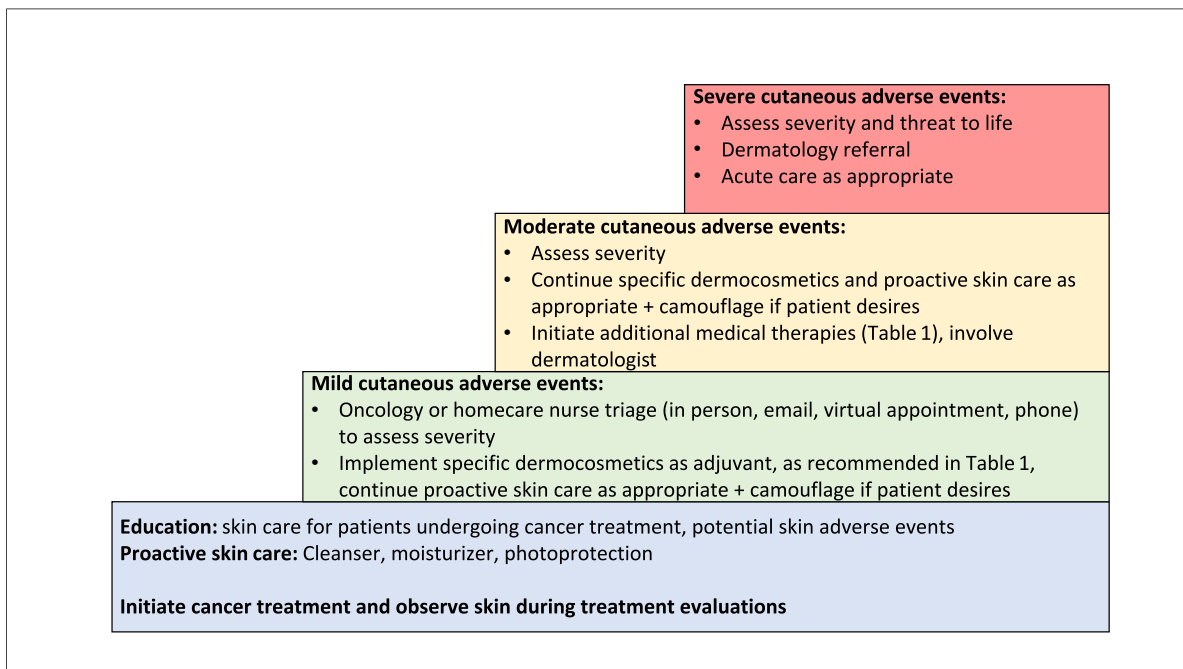 Severe cutaneous adverse events:
• Assess severity and threat to life
• Dermatology referral
• Acute care as appropriate
Moderate cutaneous adverse events:
• Assess severity
• Continue specific dermocosmetics and proactive skin care as
appropriate + camouflage if patient desires
• Initiate additional medical therapies (Table 1), involve
dermatologist
Mild cutaneous adverse events:
• Oncology or homecare nurse triage (in person, email, virtual appointment, phone)
to assess severity
• Implement specific dermocosmetics as adjuvant, as recommended in Table 1,
continue proactive skin care as appropriate + camouflage if patient desires
Education: skin care for patients undergoing cancer treatment, potential skin adverse events
Proactive skin care: Cleanser, moisturizer, photoprotection
Initiate cancer treatment and observe skin during treatment evaluations